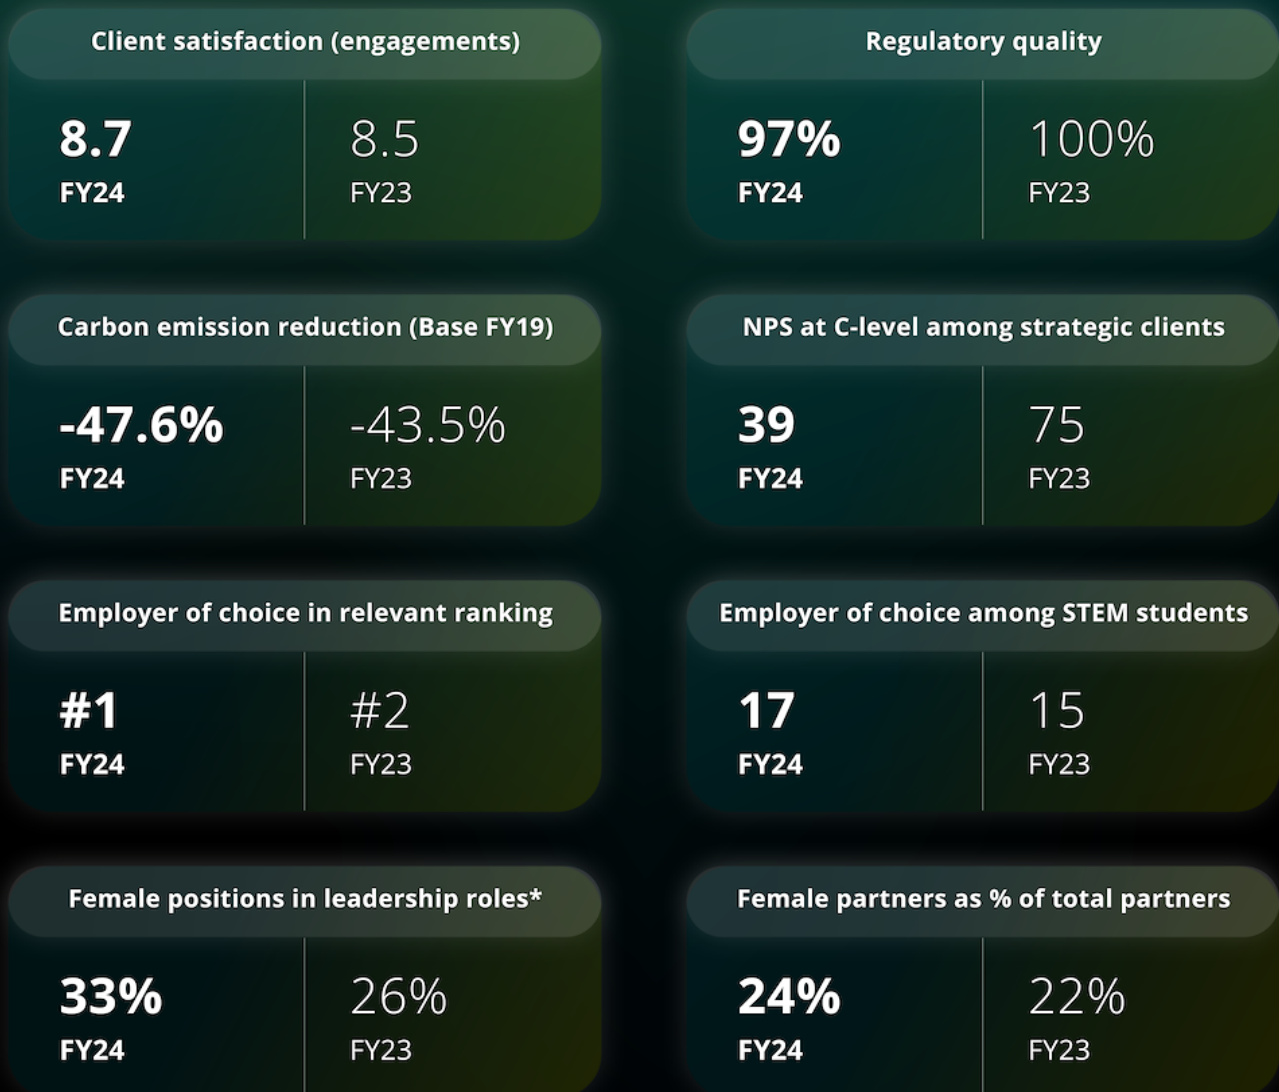 Client satisfaction (engagements)
8.7
FY24
8.5
FY23
Regulatory quality
97%
FY24
100%
FY23
Carbon emission reduction (Base FY19)
-47.6%
FY24
-43.5%
FY23
NPS at C-level among strategic clients
39
FY24
75
FY23
Employer of choice in relevant ranking
#1
FY24
#2
FY23
Employer of choice among STEM students
17
FY24
15
FY23
Female positions in leadership roles*
33%
FY24
26%
FY23
Female partners as % of total partners
24%
FY24
22%
FY23